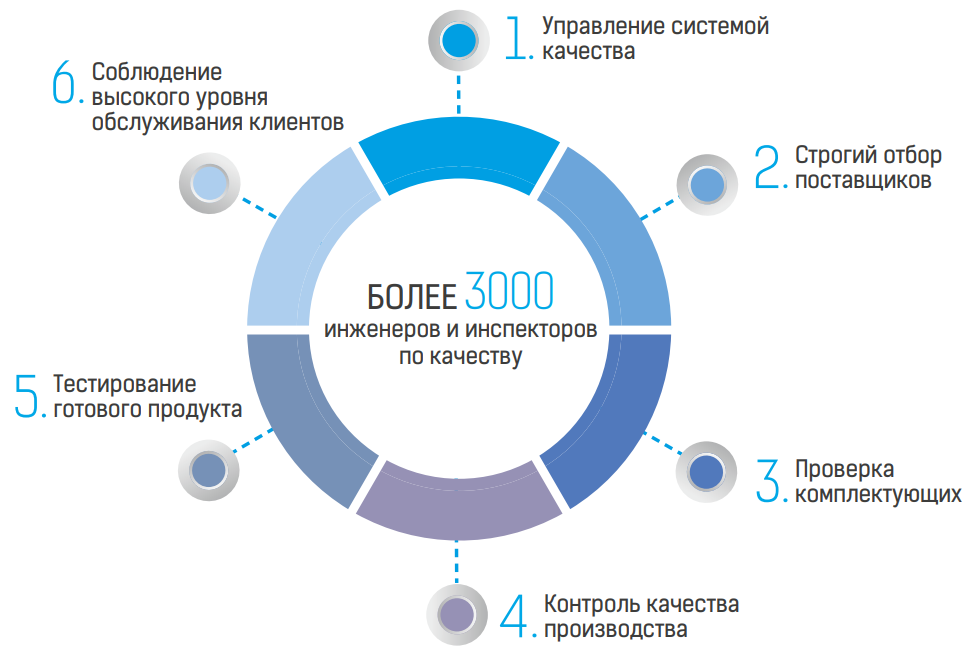 1. Управление системой
качества
2. Строгий отбор
поставщиков
3. Проверка
комплектующих
4. Контроль качества
производства
5. Тестирование
готового продукта
6. Соблюдение
высокого уровня
обслуживания клиентов
БОЛЕЕ 3000
инженеров и инспекторов
по качеству